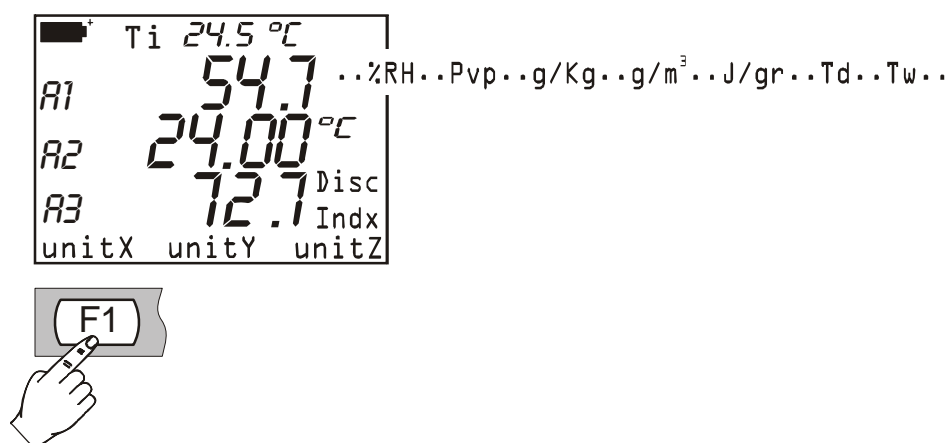 Ti 24.5 °C
A1 54.7 ..%RH..Pvp..g/Kg..g/m³..J/gr..Td..Tw..
A2 24.00 °C
A3 72.7 Disc Indx
unitX unitY unitZ
F1